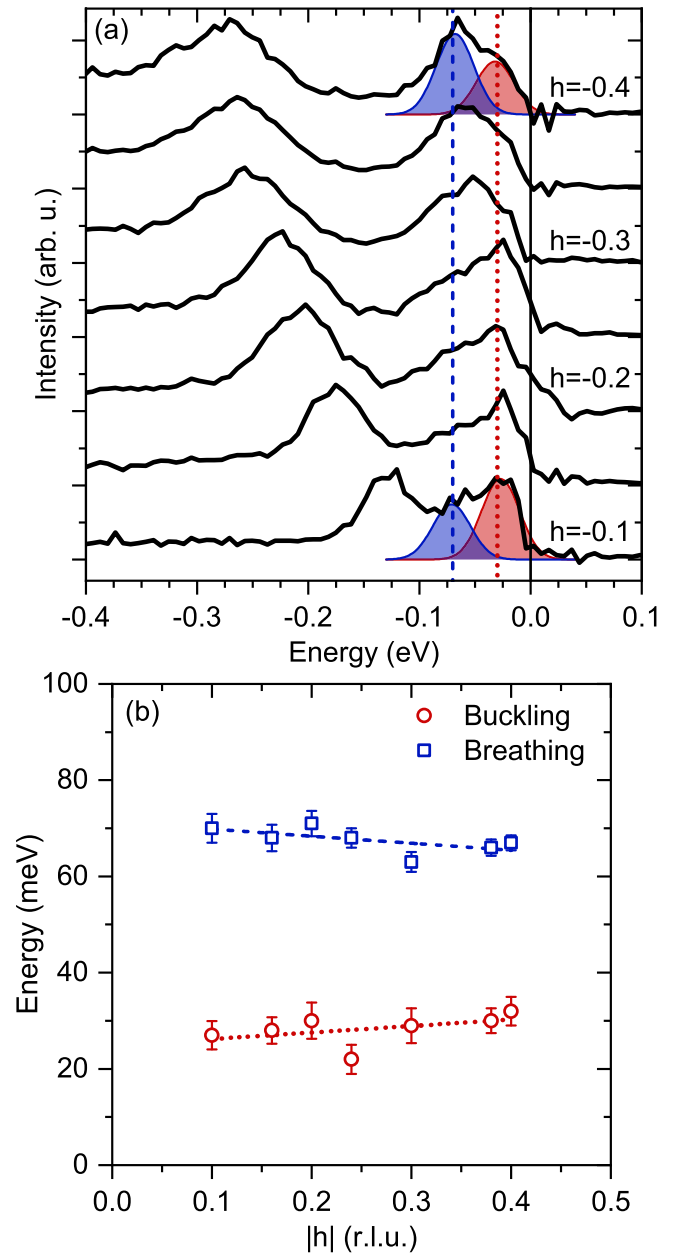 (a)
h=-0.4
h=-0.3
h=-0.2
h=-0.1
Intensity (arb. u.)
-0.4 -0.3 -0.2 -0.1 0.0 0.1
Energy (eV)
(b)
Buckling
Breathing
100
80
60
40
20
0
Energy (meV)
0.0 0.1 0.2 0.3 0.4 0.5
|h| (r.l.u.)